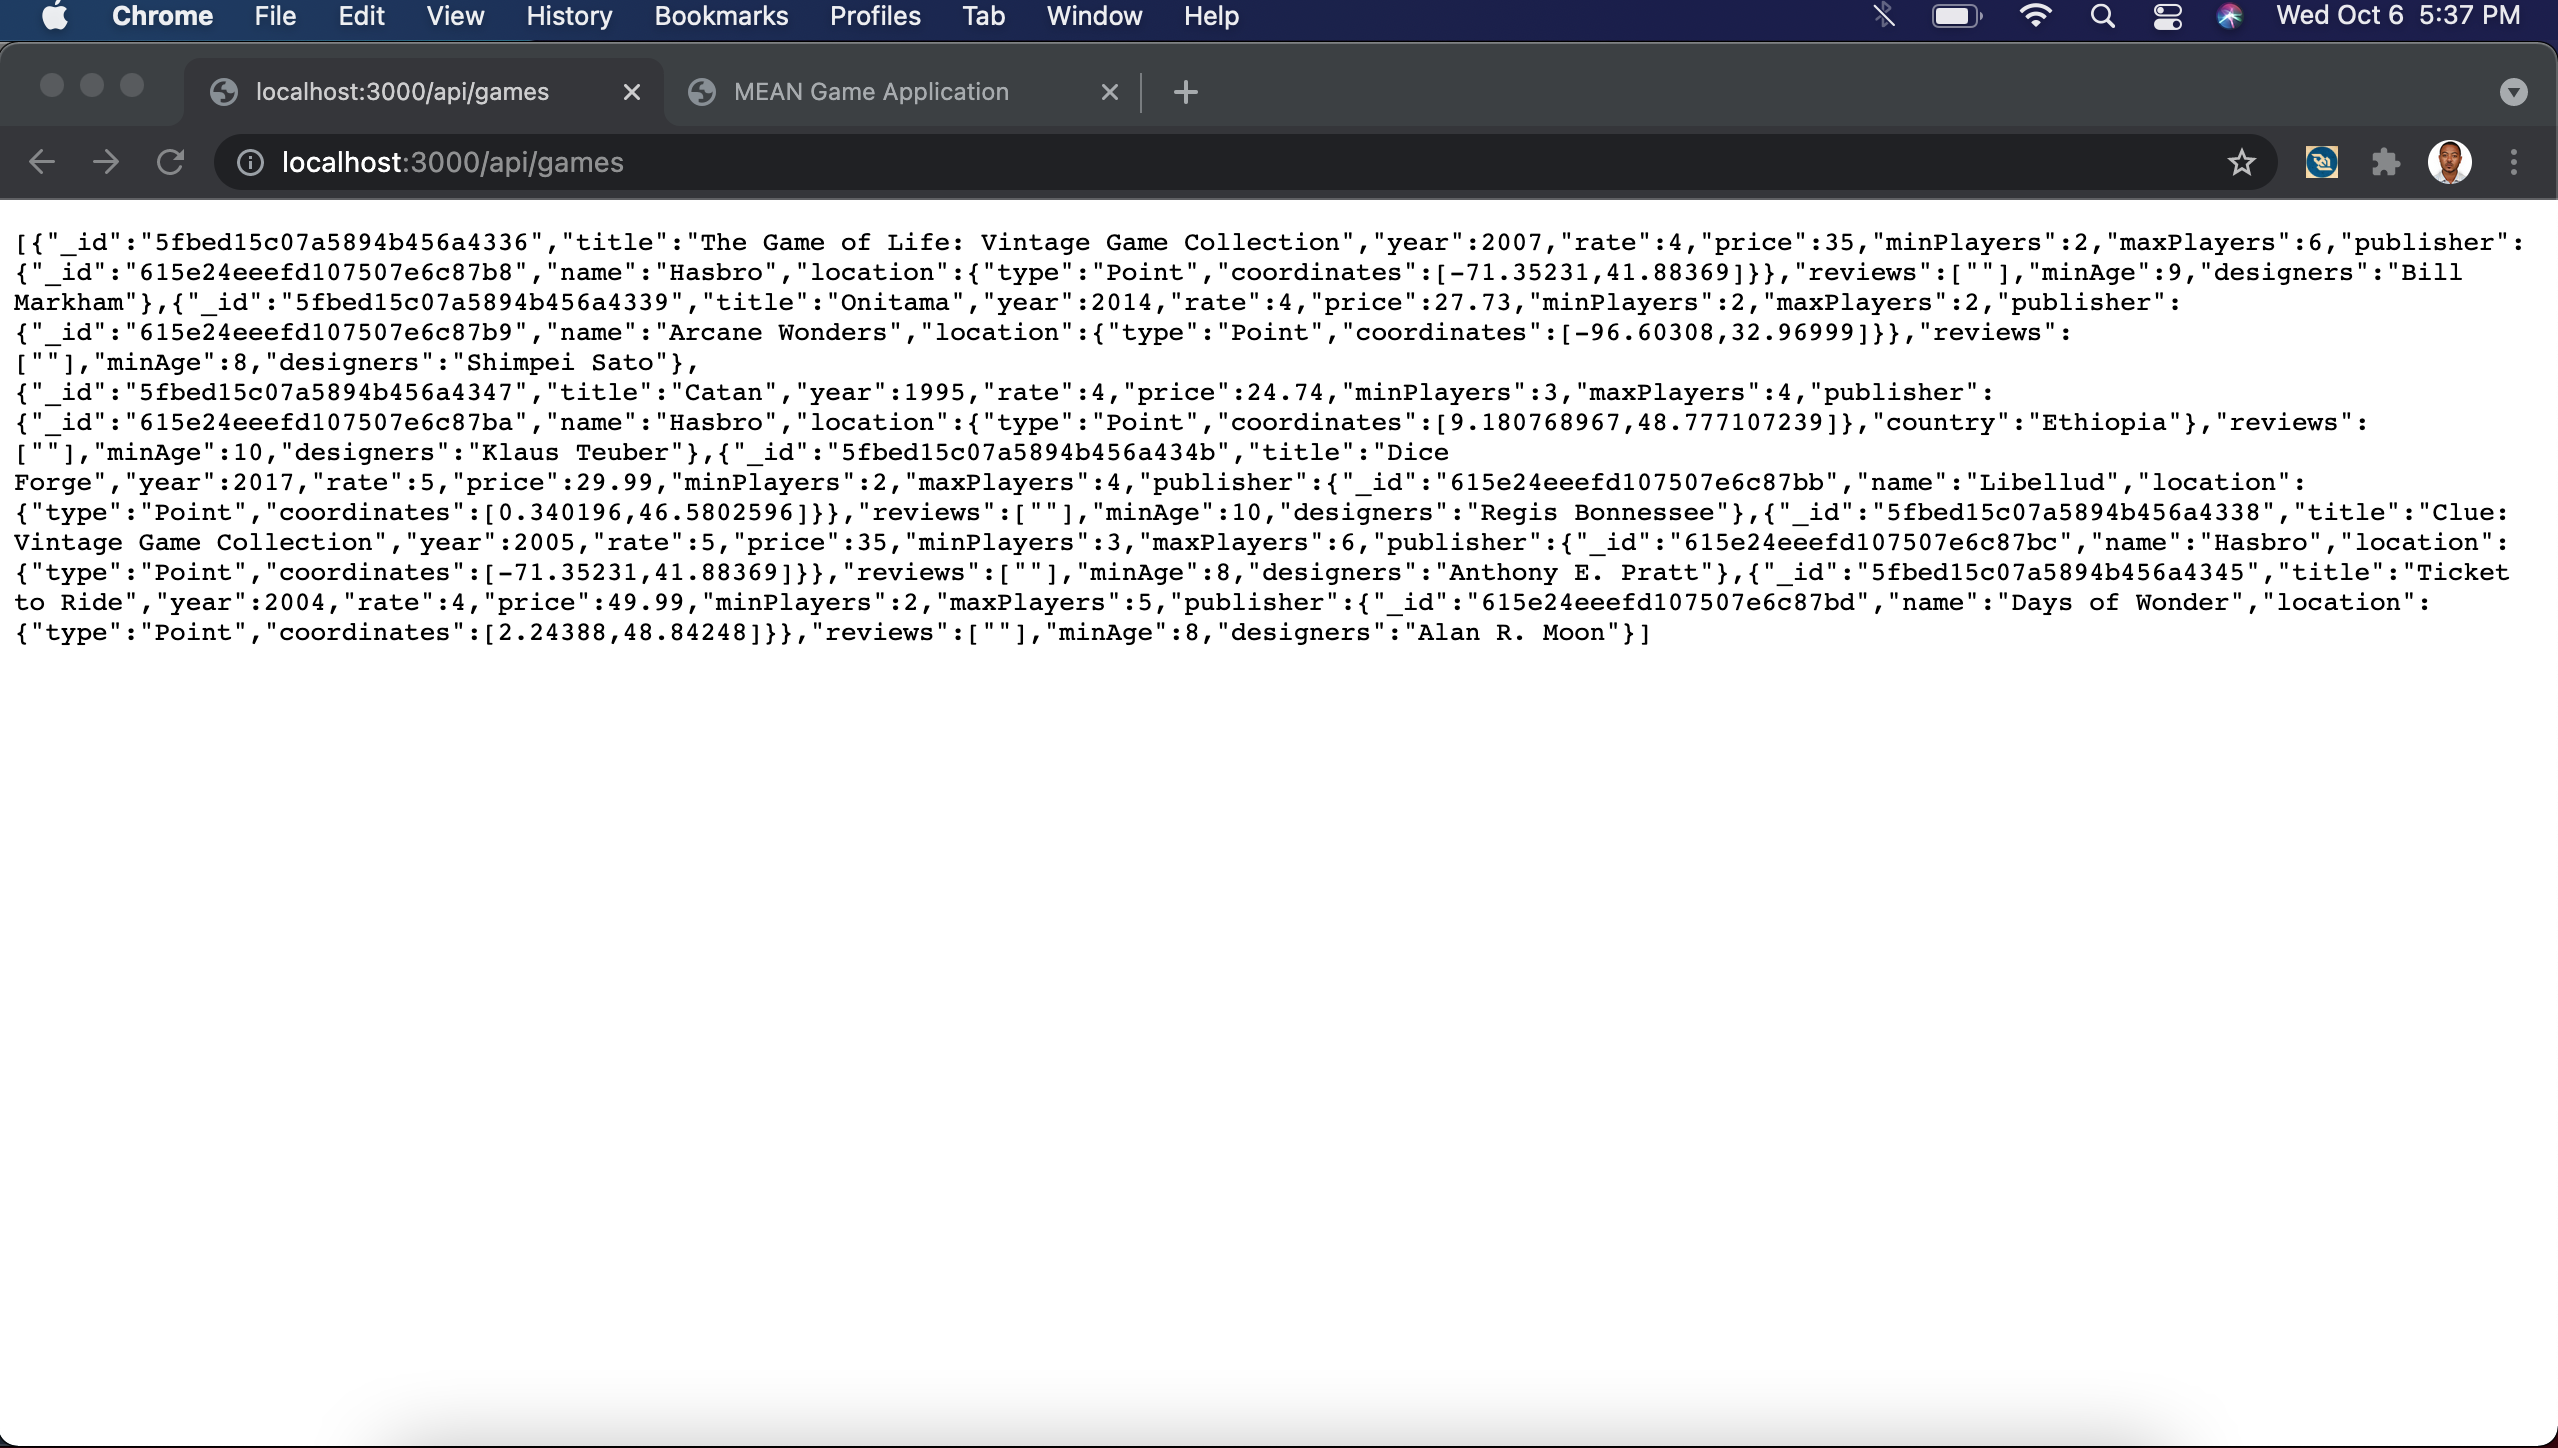 Chrome File Edit View History Bookmarks Profiles Tab Window Help Wed Oct 6 5:37 PM
localhost:3000/api/games MEAN Game Application
localhost:3000/api/games
[{"_id":"5fbed15c07a5894b456a4336","title":"The Game of Life: Vintage Game Collection","year":2007,"rate":4,"price":35,"minPlayers":2,"maxPlayers":6,"publisher":
{"_id":"615e24eeefd107507e6c87b8","name":"Hasbro","location":{"type":"Point","coordinates":[-71.35231,41.88369]}},"reviews":[""],"minAge":9,"designers":"Bill
Markham"},{"_id":"5fbed15c07a5894b456a4339","title":"Onitama","year":2014,"rate":4,"price":27.73,"minPlayers":2,"maxPlayers":2,"publisher":
{"_id":"615e24eeefd107507e6c87b9","name":"Arcane Wonders","location":{"type":"Point","coordinates":[-96.60308,32.96999]}},"reviews":
[""],"minAge":8,"designers":"Shimpei Sato"},
{"_id":"5fbed15c07a5894b456a4347","title":"Catan","year":1995,"rate":4,"price":24.74,"minPlayers":3,"maxPlayers":4,"publisher":
{"_id":"615e24eeefd107507e6c87ba","name":"Hasbro","location":{"type":"Point","coordinates":[9.180768967,48.777107239]},"country":"Ethiopia"},"reviews":
[""],"minAge":10,"designers":"Klaus Teuber"},{"_id":"5fbed15c07a5894b456a434b","title":"Dice
Forge","year":2017,"rate":5,"price":29.99,"minPlayers":2,"maxPlayers":4,"publisher":{"_id":"615e24eeefd107507e6c87bb","name":"Libellud","location":
{"type":"Point","coordinates":[0.340196,46.5802596]}},"reviews":[""],"minAge":10,"designers":"Regis Bonnessee"},{"_id":"5fbed15c07a5894b456a4338","title":"Clue:
Vintage Game Collection","year":2005,"rate":5,"price":35,"minPlayers":3,"maxPlayers":6,"publisher":{"_id":"615e24eeefd107507e6c87bc","name":"Hasbro","location":
{"type":"Point","coordinates":[-71.35231,41.88369]}},"reviews":[""],"minAge":8,"designers":"Anthony E. Pratt"},{"_id":"5fbed15c07a5894b456a4345","title":"Ticket
to Ride","year":2004,"rate":4,"price":49.99,"minPlayers":2,"maxPlayers":5,"publisher":{"_id":"615e24eeefd107507e6c87bd","name":"Days of Wonder","location":
{"type":"Point","coordinates":[2.24388,48.84248]}},"reviews":[""],"minAge":8,"designers":"Alan R. Moon"}]